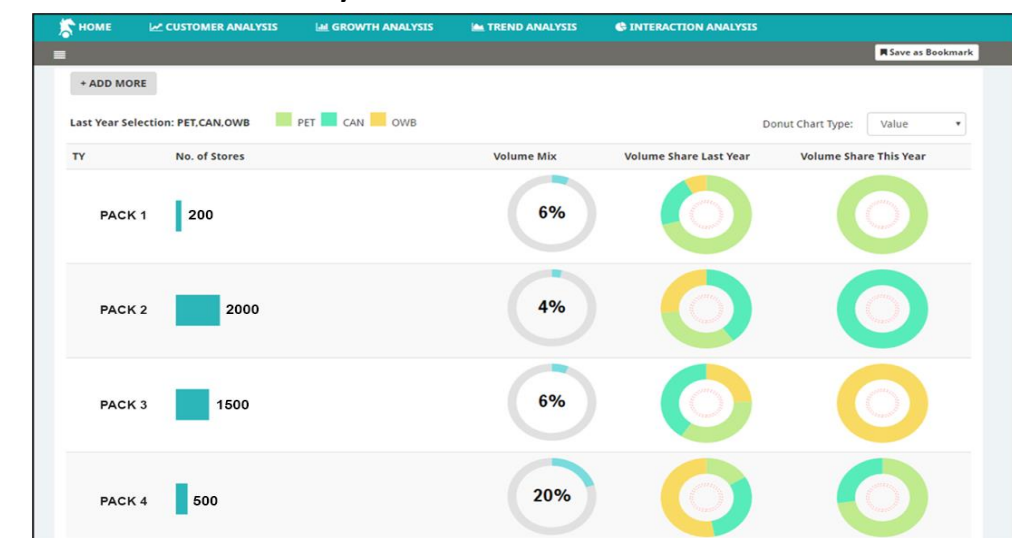 HOME CUSTOMER ANALYSIS GROWTH ANALYSIS TREND ANALYSIS INTERACTION ANALYSIS
Save as Bookmark
+ ADD MORE
Last Year Selection: PET,CAN,OWB PET CAN OWB Donut Chart Type: Value
TY No. of Stores Volume Mix Volume Share Last Year Volume Share This Year
PACK 1 200 6%
PACK 2 2000 4%
PACK 3 1500 6%
PACK 4 500 20%